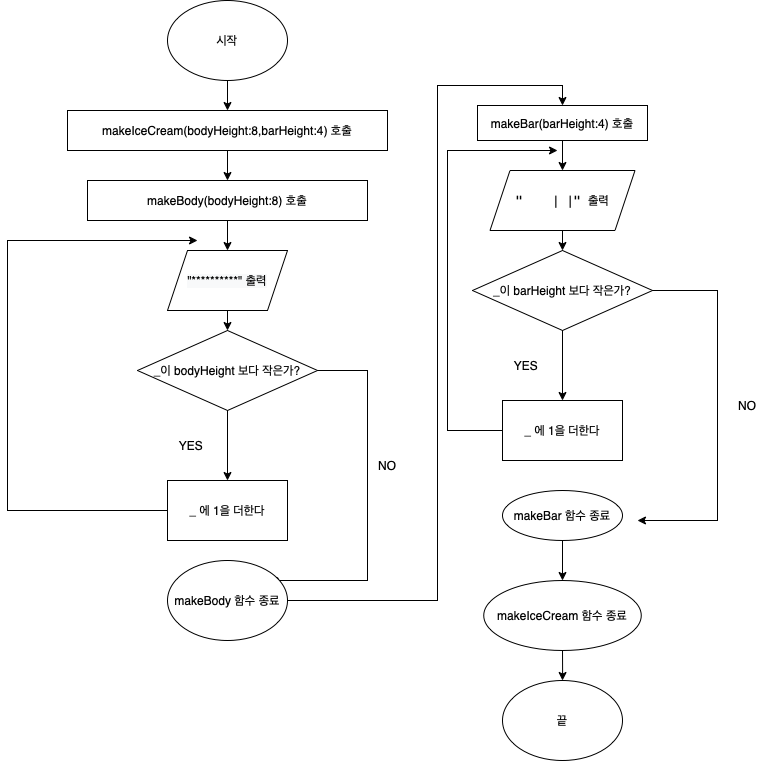 시작
makeIceCream(bodyHeight:8,barHeight:4) 호출
makeBody(bodyHeight:8) 호출
"**********" 출력
_이 bodyHeight 보다 작은가?
YES
NO
_ 에 1을 더한다
makeBody 함수 종료
makeBar(barHeight:4) 호출
"    | |" 출력
_이 barHeight 보다 작은가?
YES
NO
_ 에 1을 더한다
makeBar 함수 종료
makeIceCream 함수 종료
끝